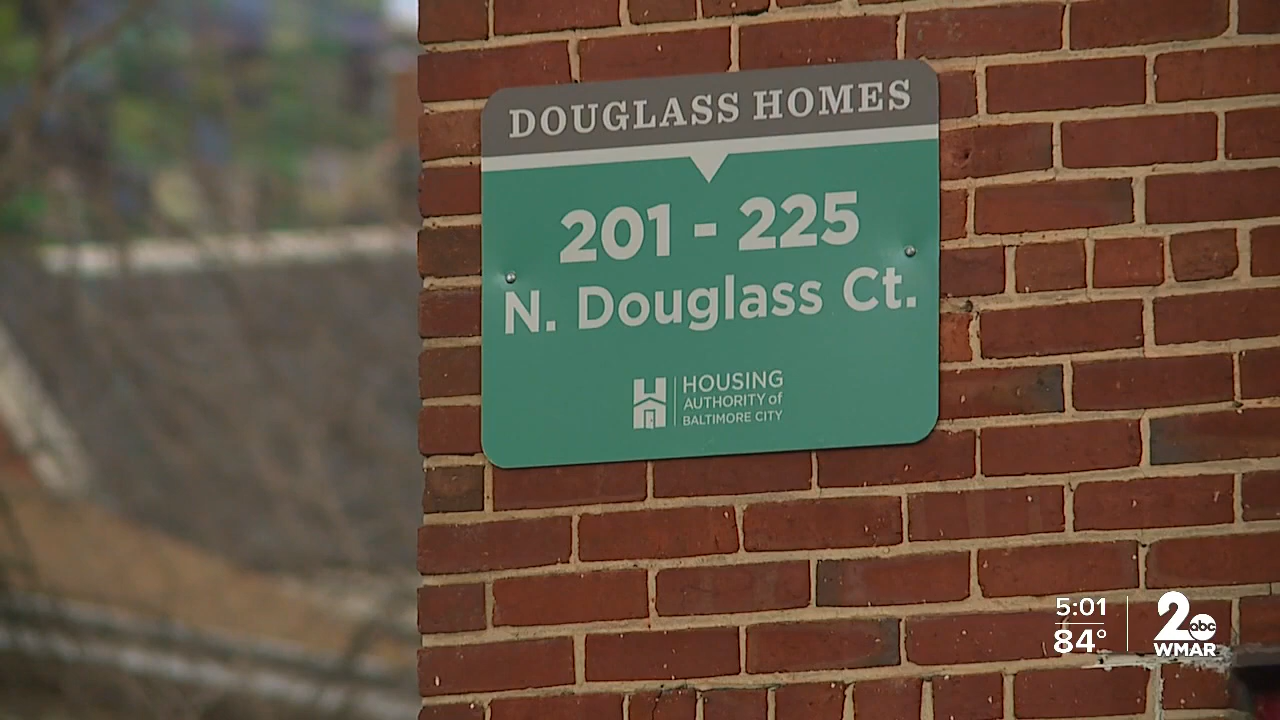 DOUGLASS HOMES
201 - 225
N. Douglass Ct.
HOUSING
AUTHORITY of
BALTIMORE CITY
5:01
84°
2 abc
WMAR